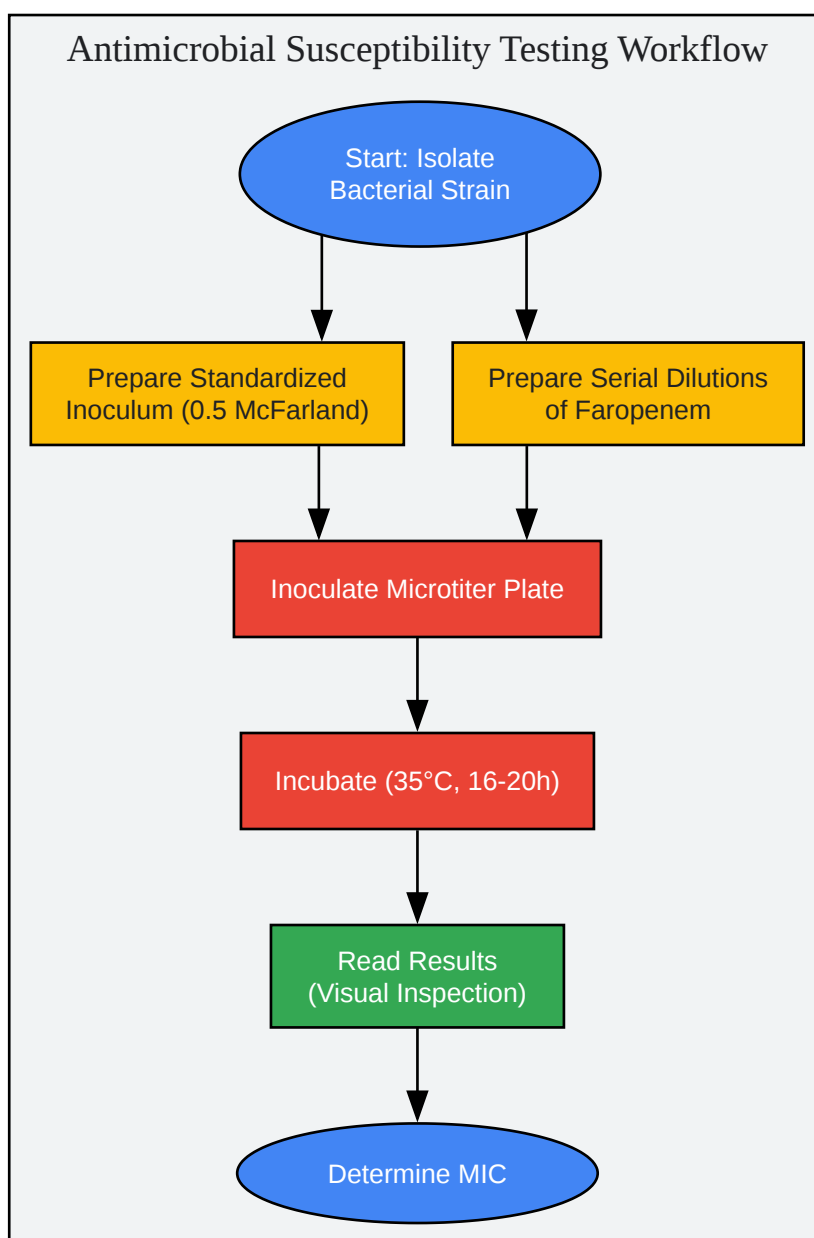 Antimicrobial Susceptibility Testing Workflow
Start: Isolate
Bacterial Strain
Prepare Standardized
Inoculum (0.5 McFarland)
Prepare Serial Dilutions
of Faropenem
Inoculate Microtiter Plate
Incubate (35°C, 16-20h)
Read Results
(Visual Inspection)
Determine MIC